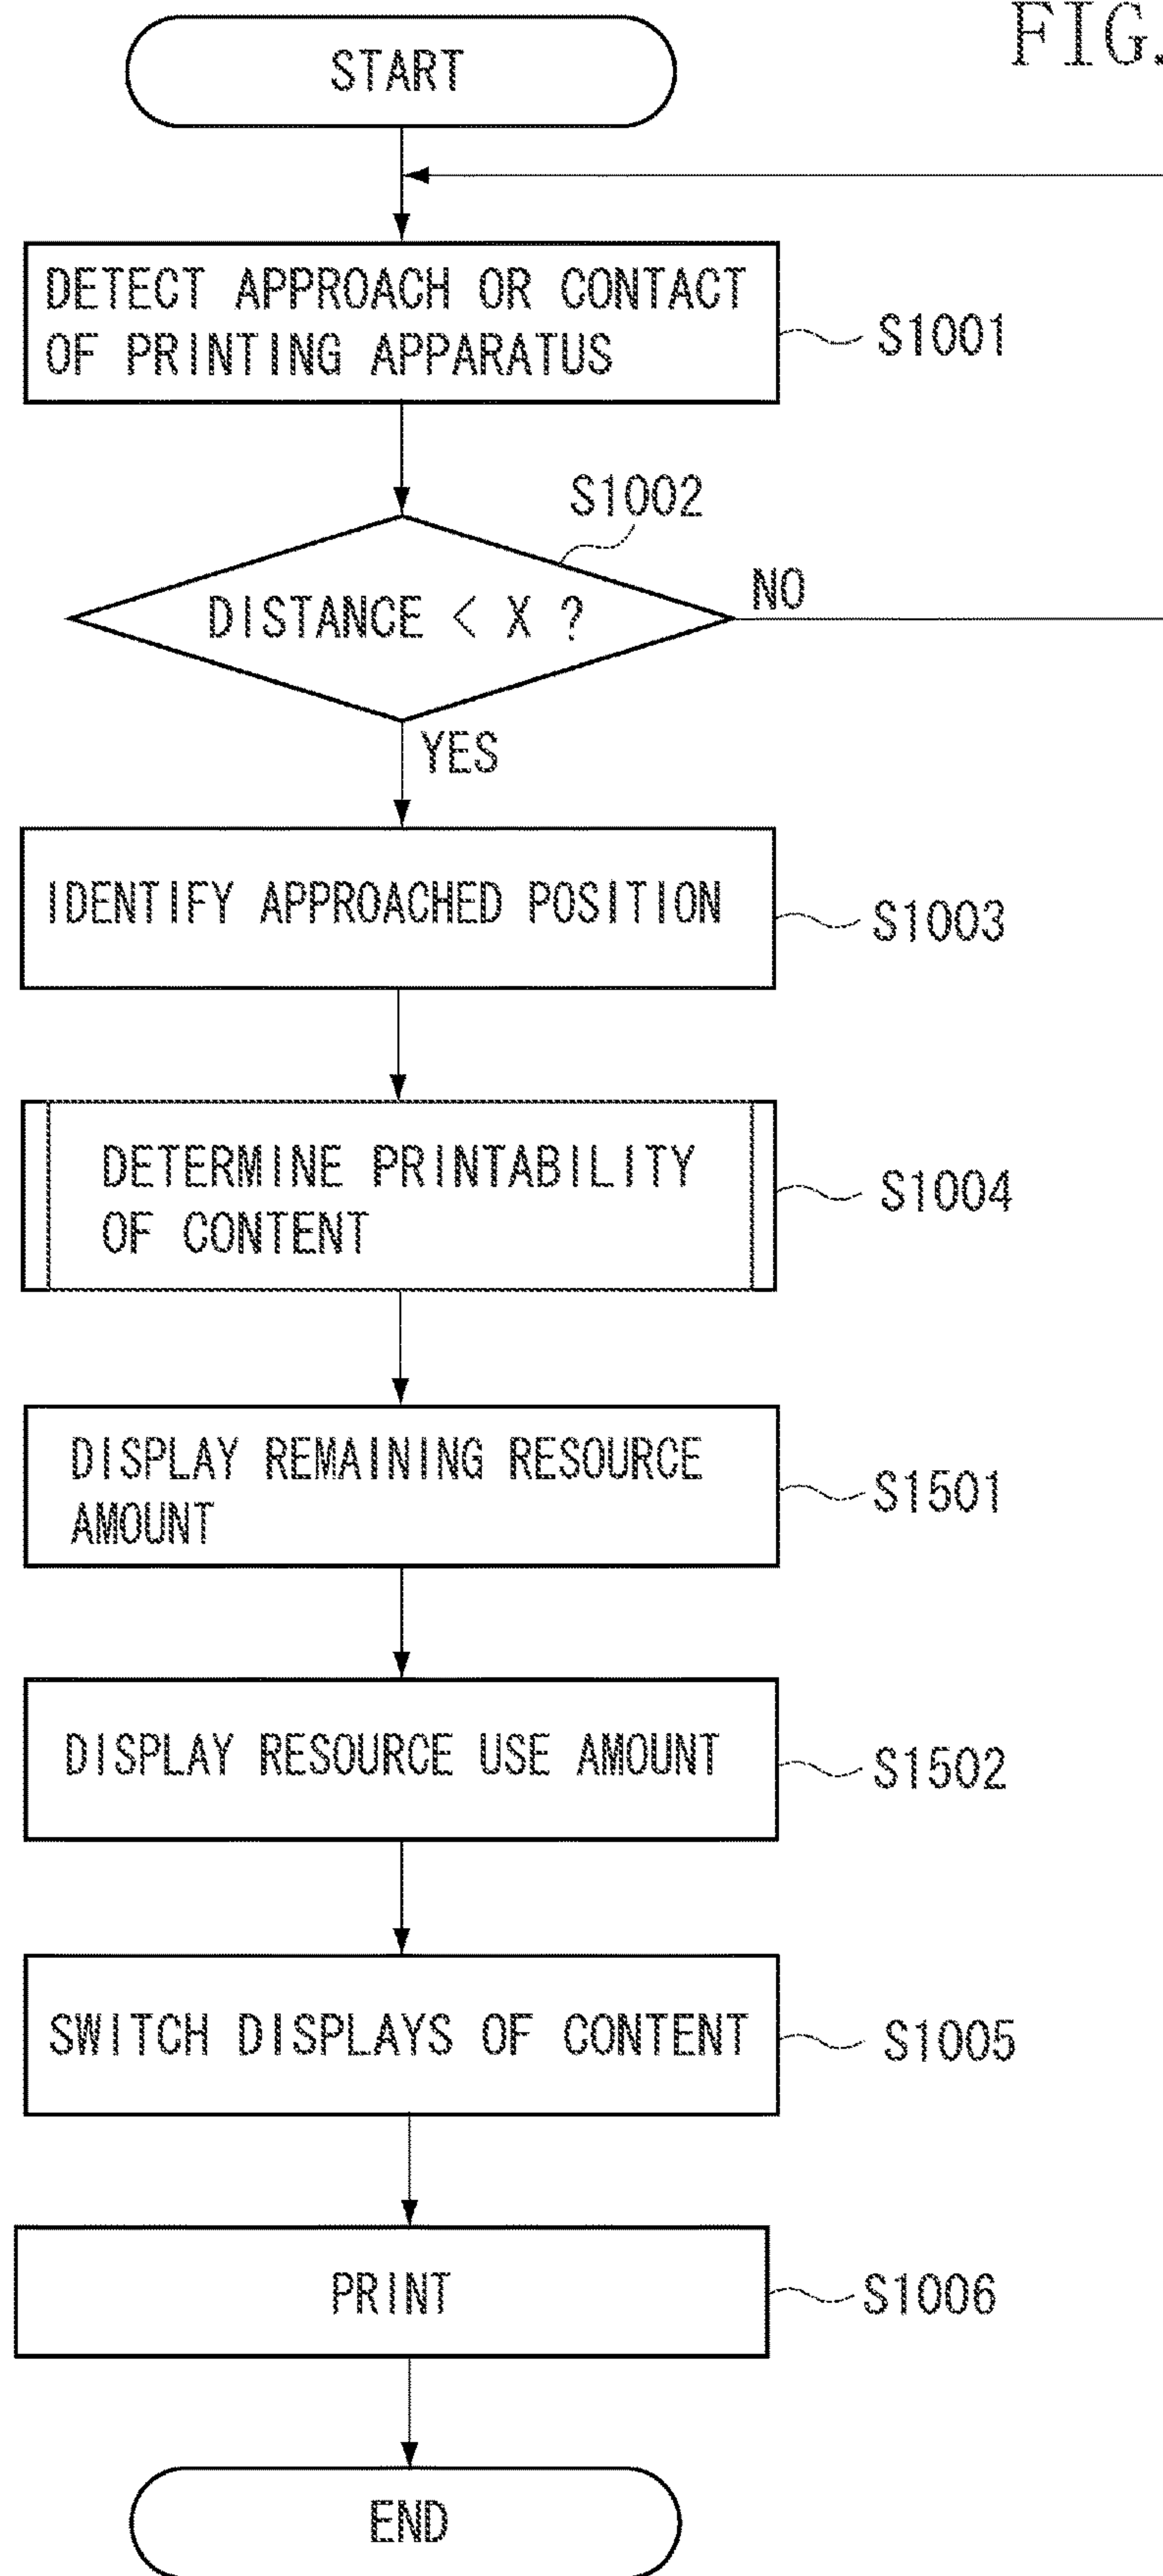 FIG.
START
DETECT APPROACH OR CONTACT
OF PRINTING APPARATUS
S1001
S1002
DISTANCE < X ?
NO
YES
IDENTIFY APPROACHED POSITION
S1003
DETERMINE PRINTABILITY
OF CONTENT
S1004
DISPLAY REMAINING RESOURCE
AMOUNT
S1501
DISPLAY RESOURCE USE AMOUNT
S1502
SWITCH DISPLAYS OF CONTENT
S1005
PRINT
S1006
END